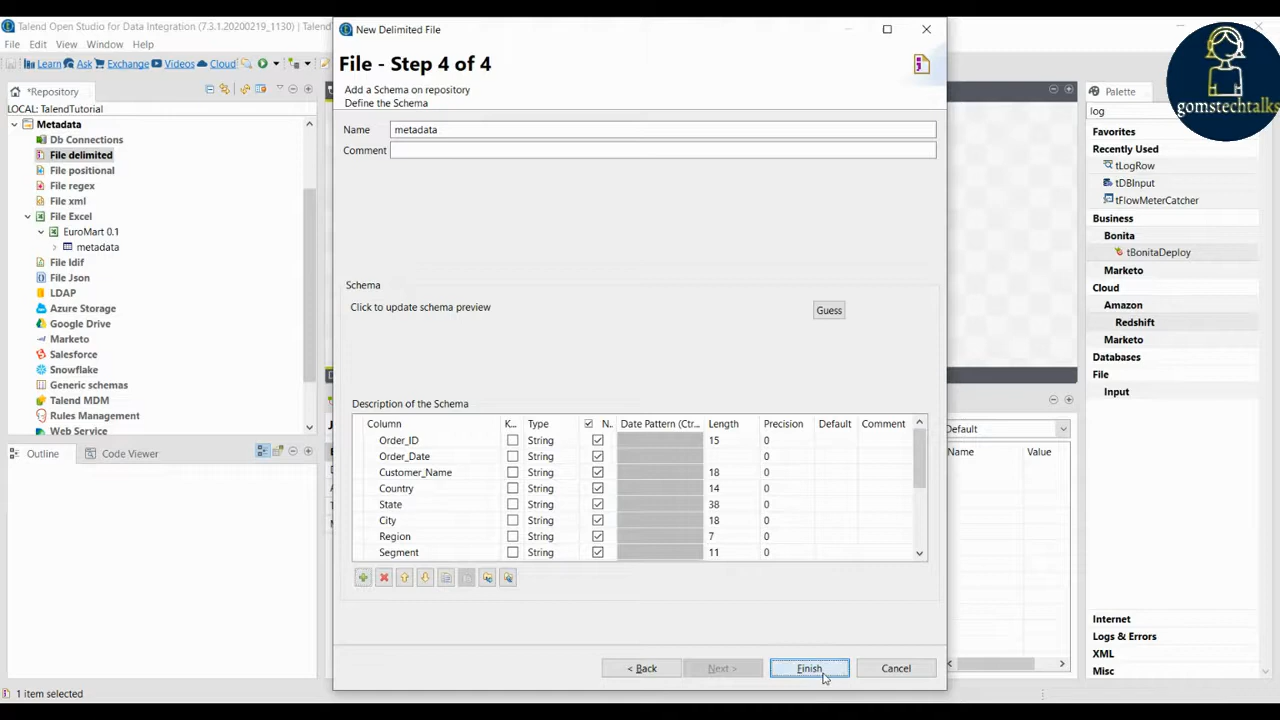 Talend Open Studio for Data Integration (7.3.1.20200219_1130) | Talend
File Edit View Window Help
Learn Ask Exchange Videos Cloud
*Repository
LOCAL: TalendTutorial
Metadata
Db Connections
File delimited
File positional
File regex
File xml
File Excel
EuroMart 0.1
metadata
File ldif
File Json
LDAP
Azure Storage
Google Drive
Marketo
Salesforce
Snowflake
Generic schemas
Talend MDM
Rules Management
Web Service
Outline Code Viewer
1 item selected
New Delimited File
File - Step 4 of 4
Add a Schema on repository
Define the Schema
Name metadata
Comment
Schema
Click to update schema preview Guess
Description of the Schema
Column K... Type N.. Date Pattern (Ctr... Length Precision Default Comment
Order_ID String 15 0
Order_Date String 0
Customer_Name String 18 0
Country String 14 0
State String 38 0
City String 18 0
Region String 7 0
Segment String 11 0
< Back Next > Finish Cancel
Default
Name Value
Palette
log
Favorites
Recently Used
tLogRow
tDBInput
tFlowMeterCatcher
Business
Bonita
tBonitaDeploy
Marketo
Cloud
Amazon
Redshift
Marketo
Databases
File
Input
Internet
Logs & Errors
XML
Misc
gomstechtalks